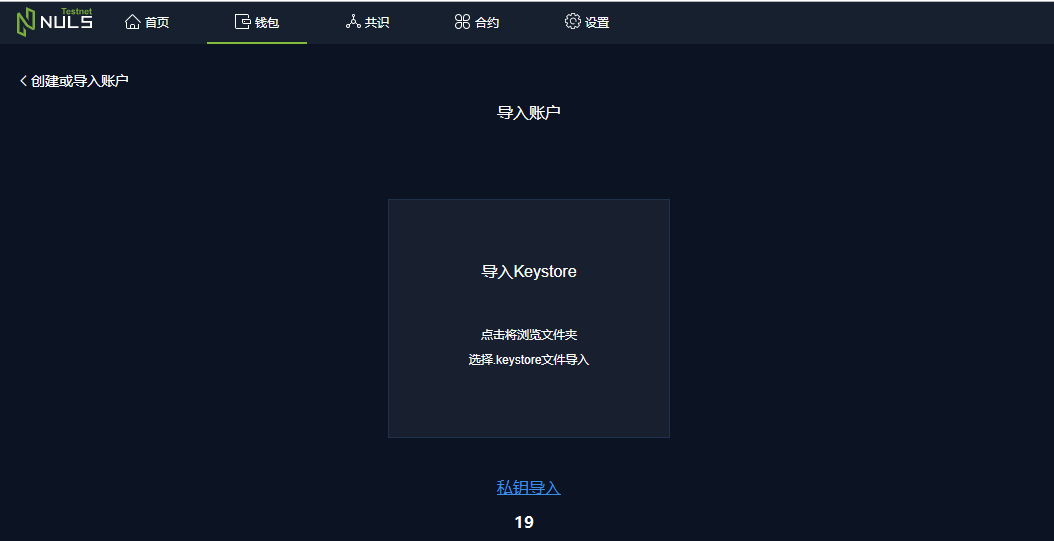 NULS Testnet 首页 钱包 共识 合约 设置
创建或导入账户
导入账户
导入Keystore
点击将浏览文件夹
选择.keystore文件导入
私钥导入
19